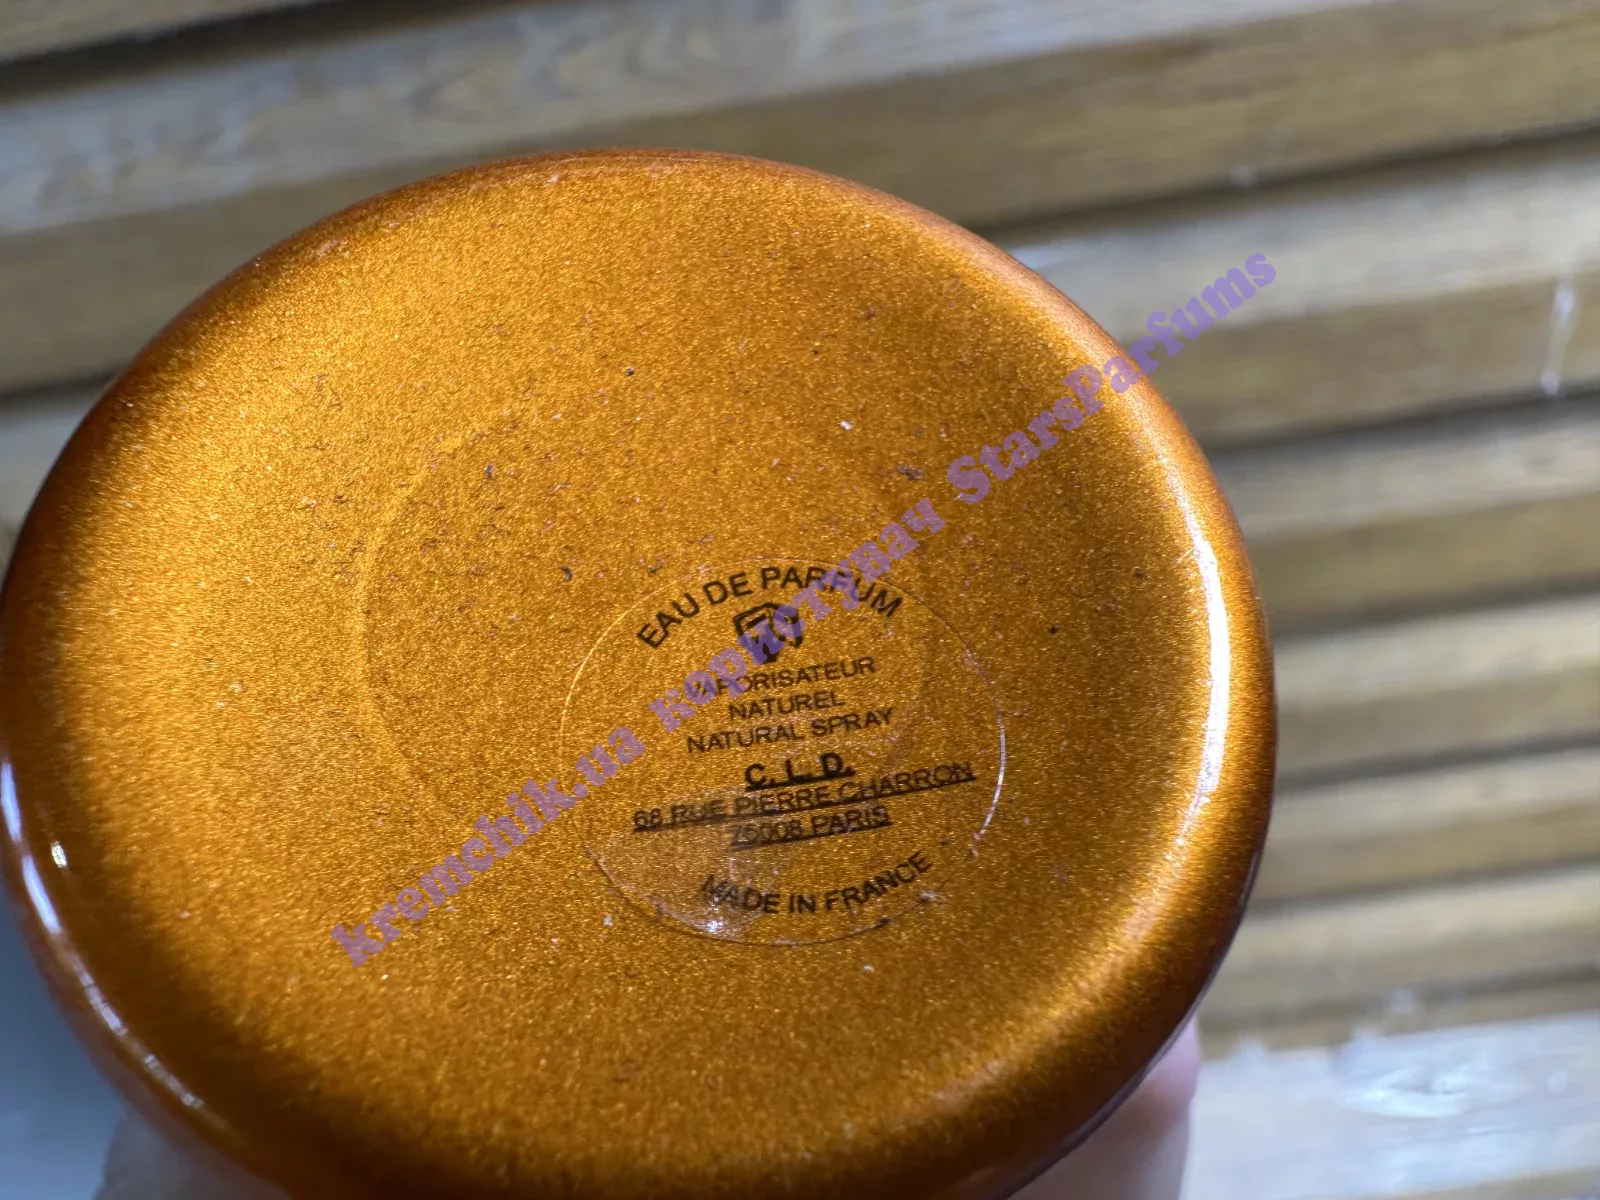 EAU DE PARFUM
VAPORISATEUR
NATUREL
NATURAL SPRAY
C. L. D.
68 RUE PIERRE CHARRON
75008 PARIS
MADE IN FRANCE
kremchik.ua StarsParfums